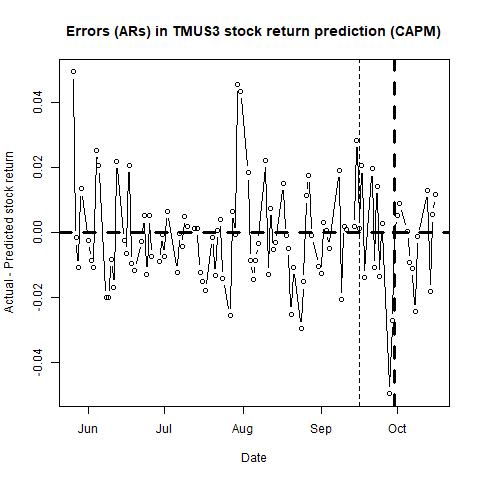 Errors (ARs) in TMUS3 stock return prediction (CAPM)
Actual - Predicted stock return
0.04
0.02
0.00
-0.02
-0.04
Jun Jul Aug Sep Oct
Date